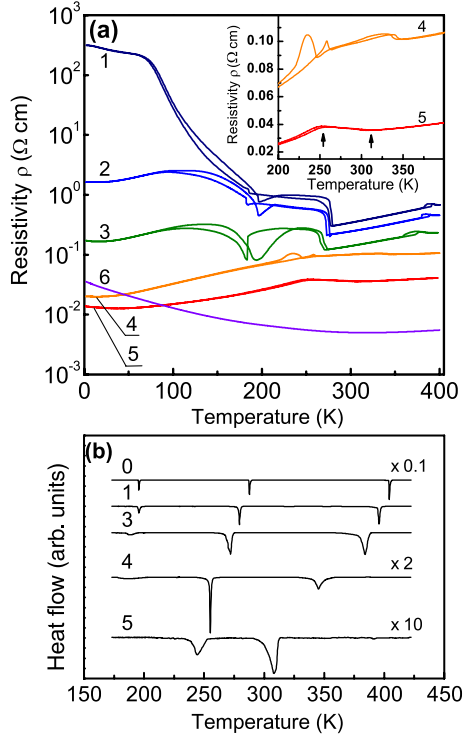 (a)
Resistivity ρ (Ω cm)
10³
10²
10¹
10⁰
10⁻¹
10⁻²
10⁻³
1
2
3
6
4
5
0 100 200 300 400
Temperature (K)
Resistivity ρ (Ω cm)
0.10
0.08
0.06
0.04
0.02
4
5
200 250 300 350
Temperature (K)
(b)
Heat flow (arb. units)
0 x 0.1
1
3
4 x 2
5 x 10
150 200 250 300 350 400 450
Temperature (K)